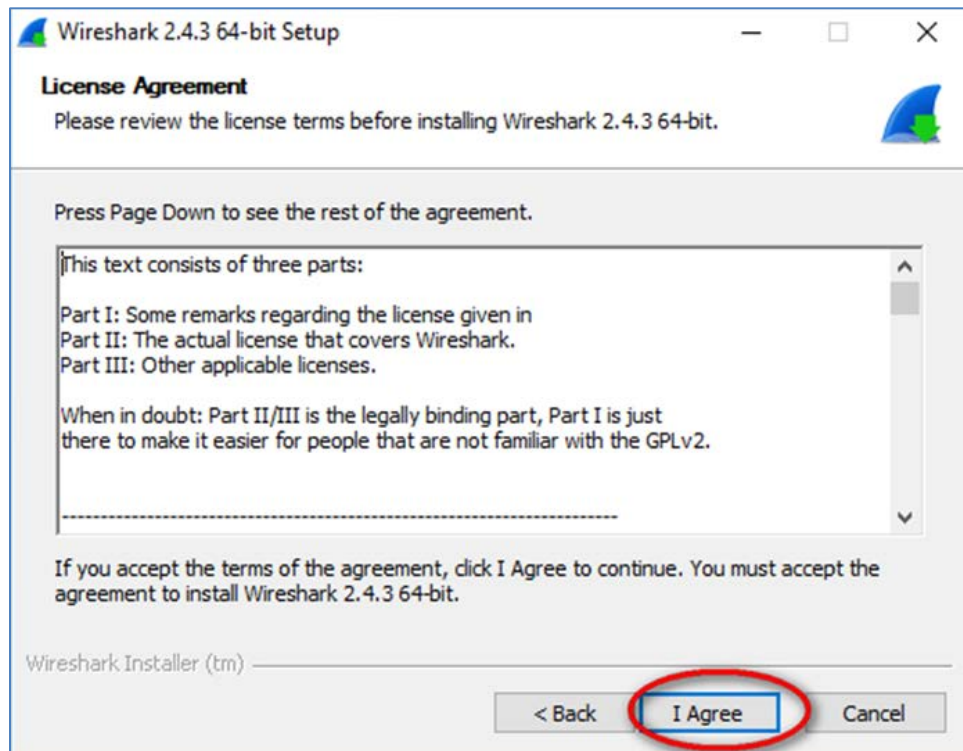 Wireshark 2.4.3 64-bit Setup
License Agreement
Please review the license terms before installing Wireshark 2.4.3 64-bit.
Press Page Down to see the rest of the agreement.
This text consists of three parts:
Part I: Some remarks regarding the license given in
Part II: The actual license that covers Wireshark.
Part III: Other applicable licenses.
When in doubt: Part II/III is the legally binding part, Part I is just
there to make it easier for people that are not familiar with the GPLv2.
------------------------------------------------------------------------
If you accept the terms of the agreement, click I Agree to continue. You must accept the
agreement to install Wireshark 2.4.3 64-bit.
Wireshark Installer (tm)
< Back I Agree Cancel